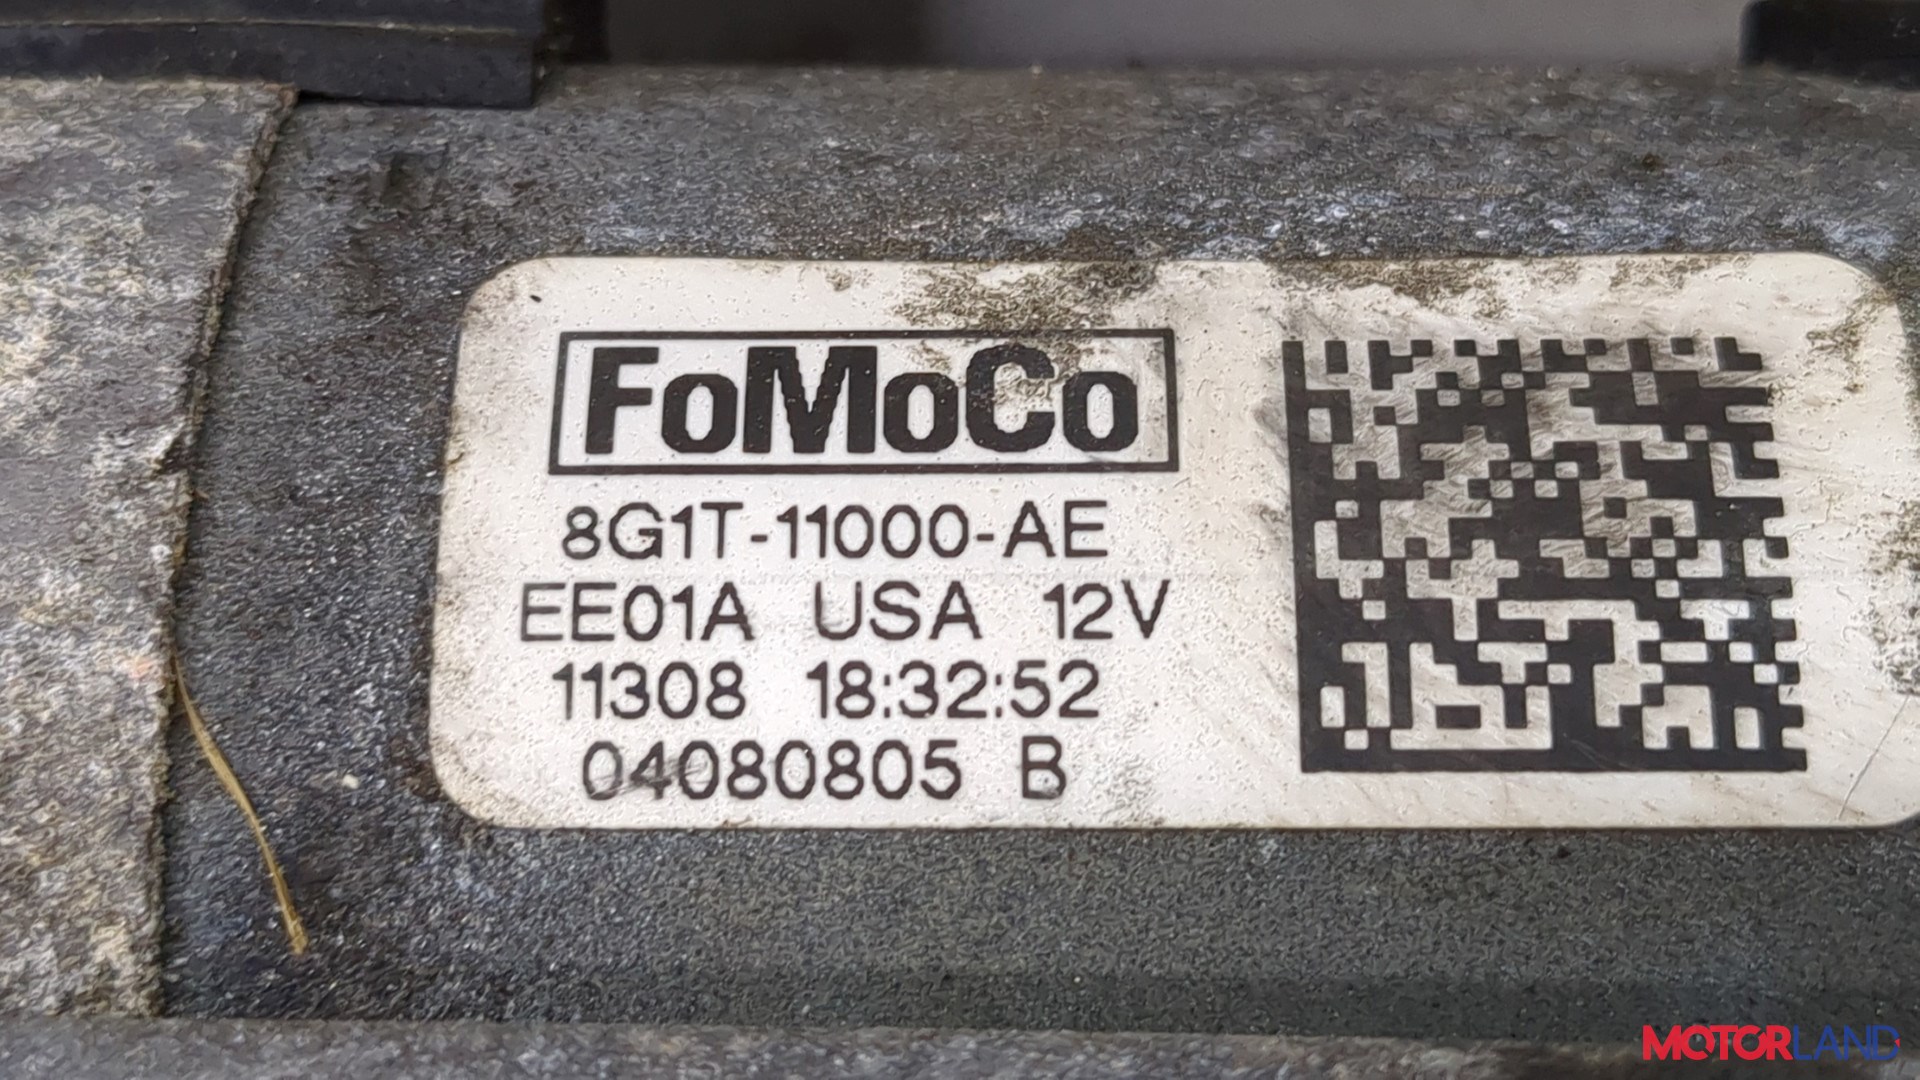 FoMoCo
8G1T-11000-AE
EE01A USA 12V
11308 18:32:52
04080805 B
MOTORLAND